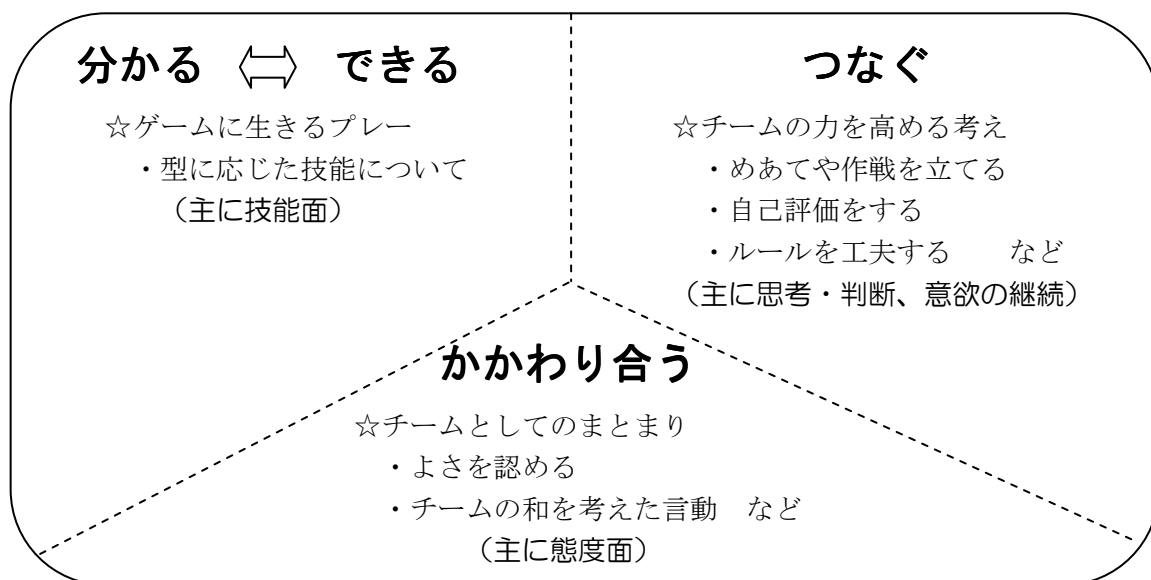 分かる ⇔ できる
☆ゲームに生きるプレー
・型に応じた技能について
（主に技能面）
つなぐ
☆チームの力を高める考え
・めあてや作戦を立てる
・自己評価をする
・ルールを工夫する　　など
（主に思考・判断、意欲の継続）
かかわり合う
☆チームとしてのまとまり
・よさを認める
・チームの和を考えた言動　など
（主に態度面）